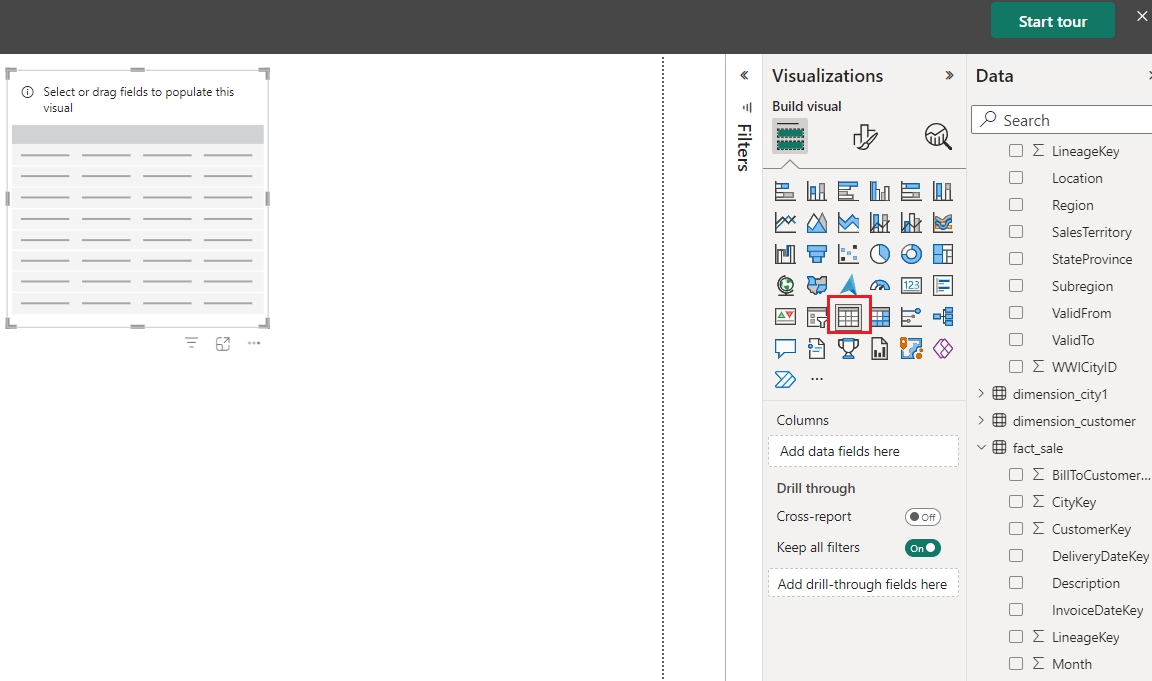 Start tour
Select or drag fields to populate this
visual
Filters
Visualizations
Build visual
123
Columns
Add data fields here
Drill through
Cross-report
Off
Keep all filters
On
Add drill-through fields here
Data
Search
LineageKey
Location
Region
SalesTerritory
StateProvince
Subregion
ValidFrom
ValidTo
WWICityID
dimension_city1
dimension_customer
fact_sale
BillToCustomer...
CityKey
CustomerKey
DeliveryDateKey
Description
InvoiceDateKey
LineageKey
Month